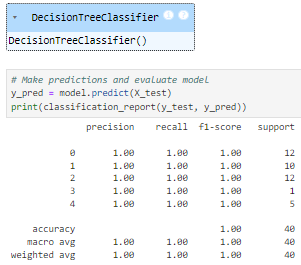 DecisionTreeClassifier
DecisionTreeClassifier()
# Make predictions and evaluate model
y_pred = model.predict(X_test)
print(classification_report(y_test, y_pred))
precision recall f1-score support
0 1.00 1.00 1.00 12
1 1.00 1.00 1.00 10
2 1.00 1.00 1.00 12
3 1.00 1.00 1.00 1
4 1.00 1.00 1.00 5
accuracy 1.00 40
macro avg 1.00 1.00 1.00 40
weighted avg 1.00 1.00 1.00 40